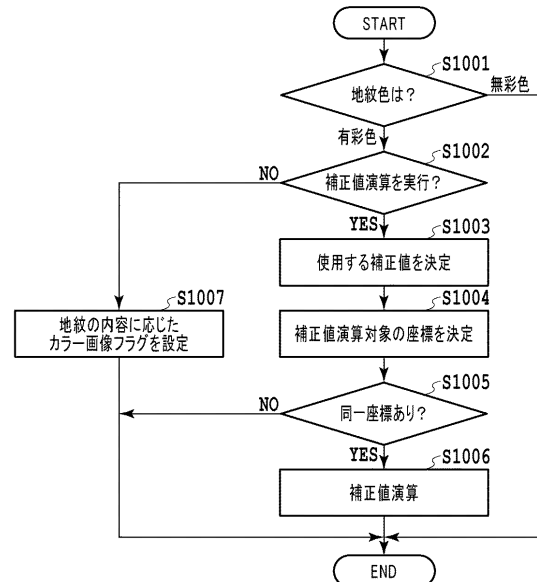 START
S1001
地紋色は?
無彩色
有彩色
S1002
NO
補正値演算を実行?
YES
S1003
使用する補正値を決定
S1007
S1004
地紋の内容に応じた
カラー画像フラグを設定
補正値演算対象の座標を決定
S1005
NO
同一座標あり?
YES
S1006
補正値演算
END